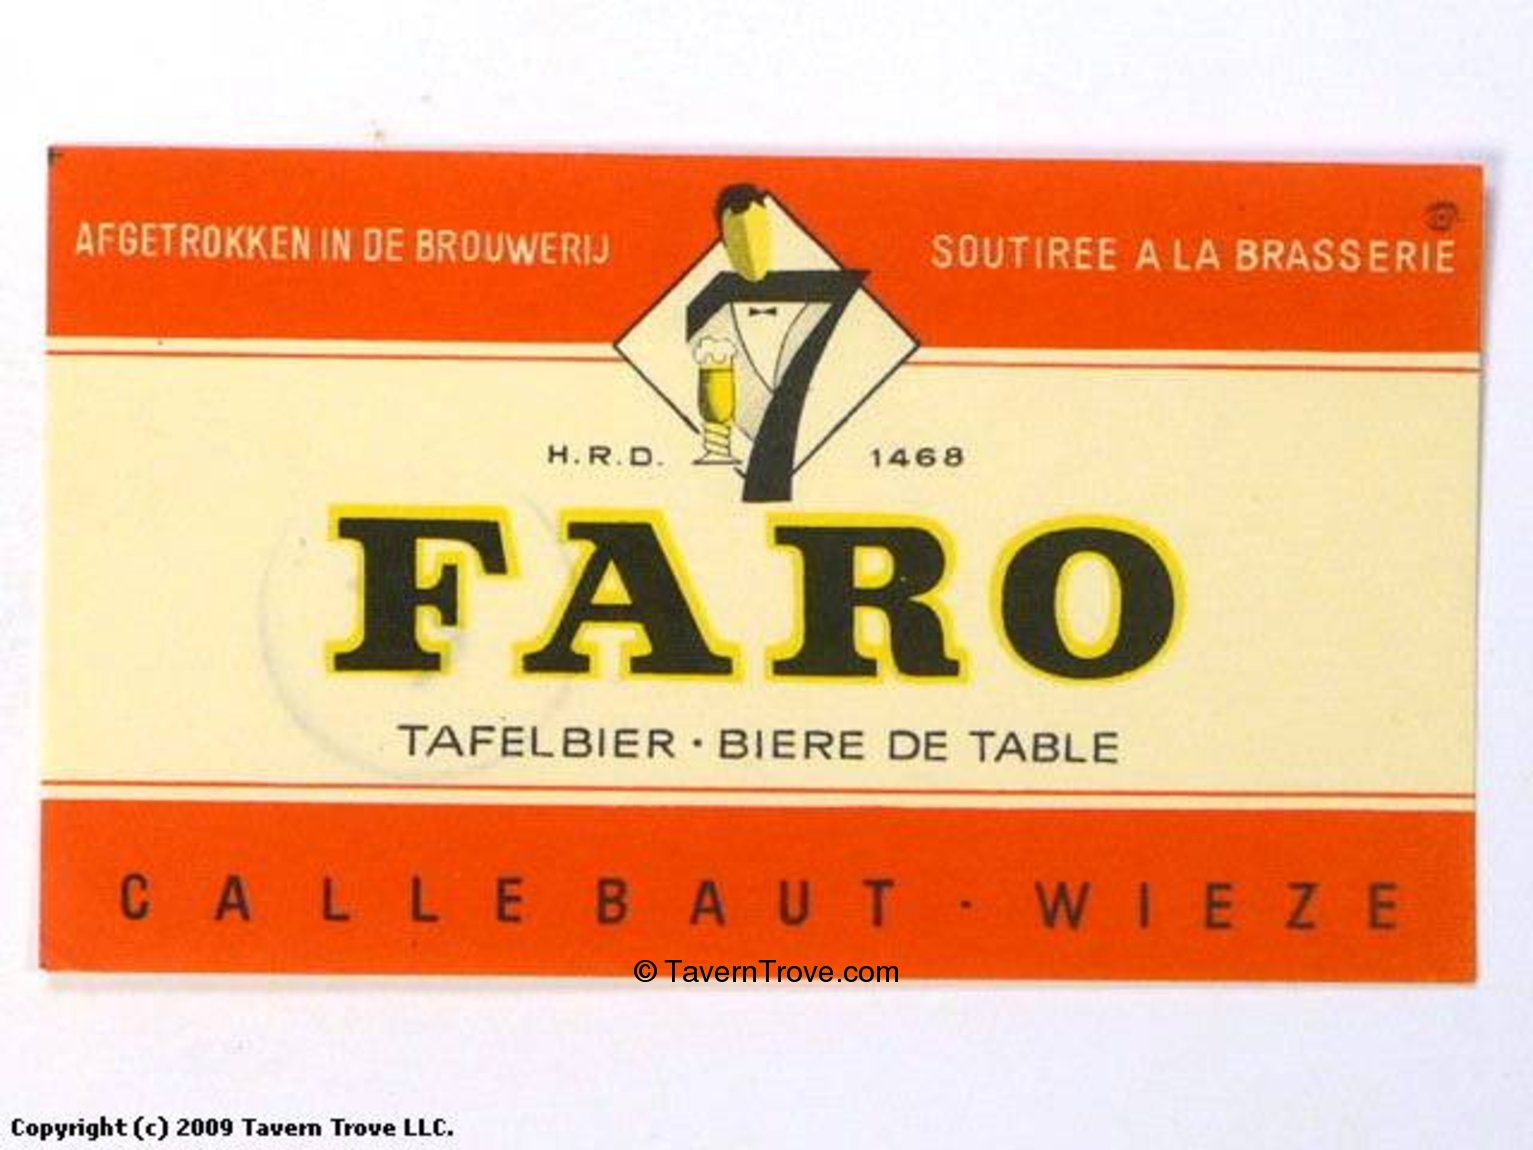 AFGETROKKEN IN DE BROUWERIJ
SOUTIREE A LA BRASSERIE
7
H.R.D. 1468
FARO
TAFELBIER · BIERE DE TABLE
CALLEBAUT · WIEZE
© TavernTrove.com
Copyright (c) 2009 Tavern Trove LLC.